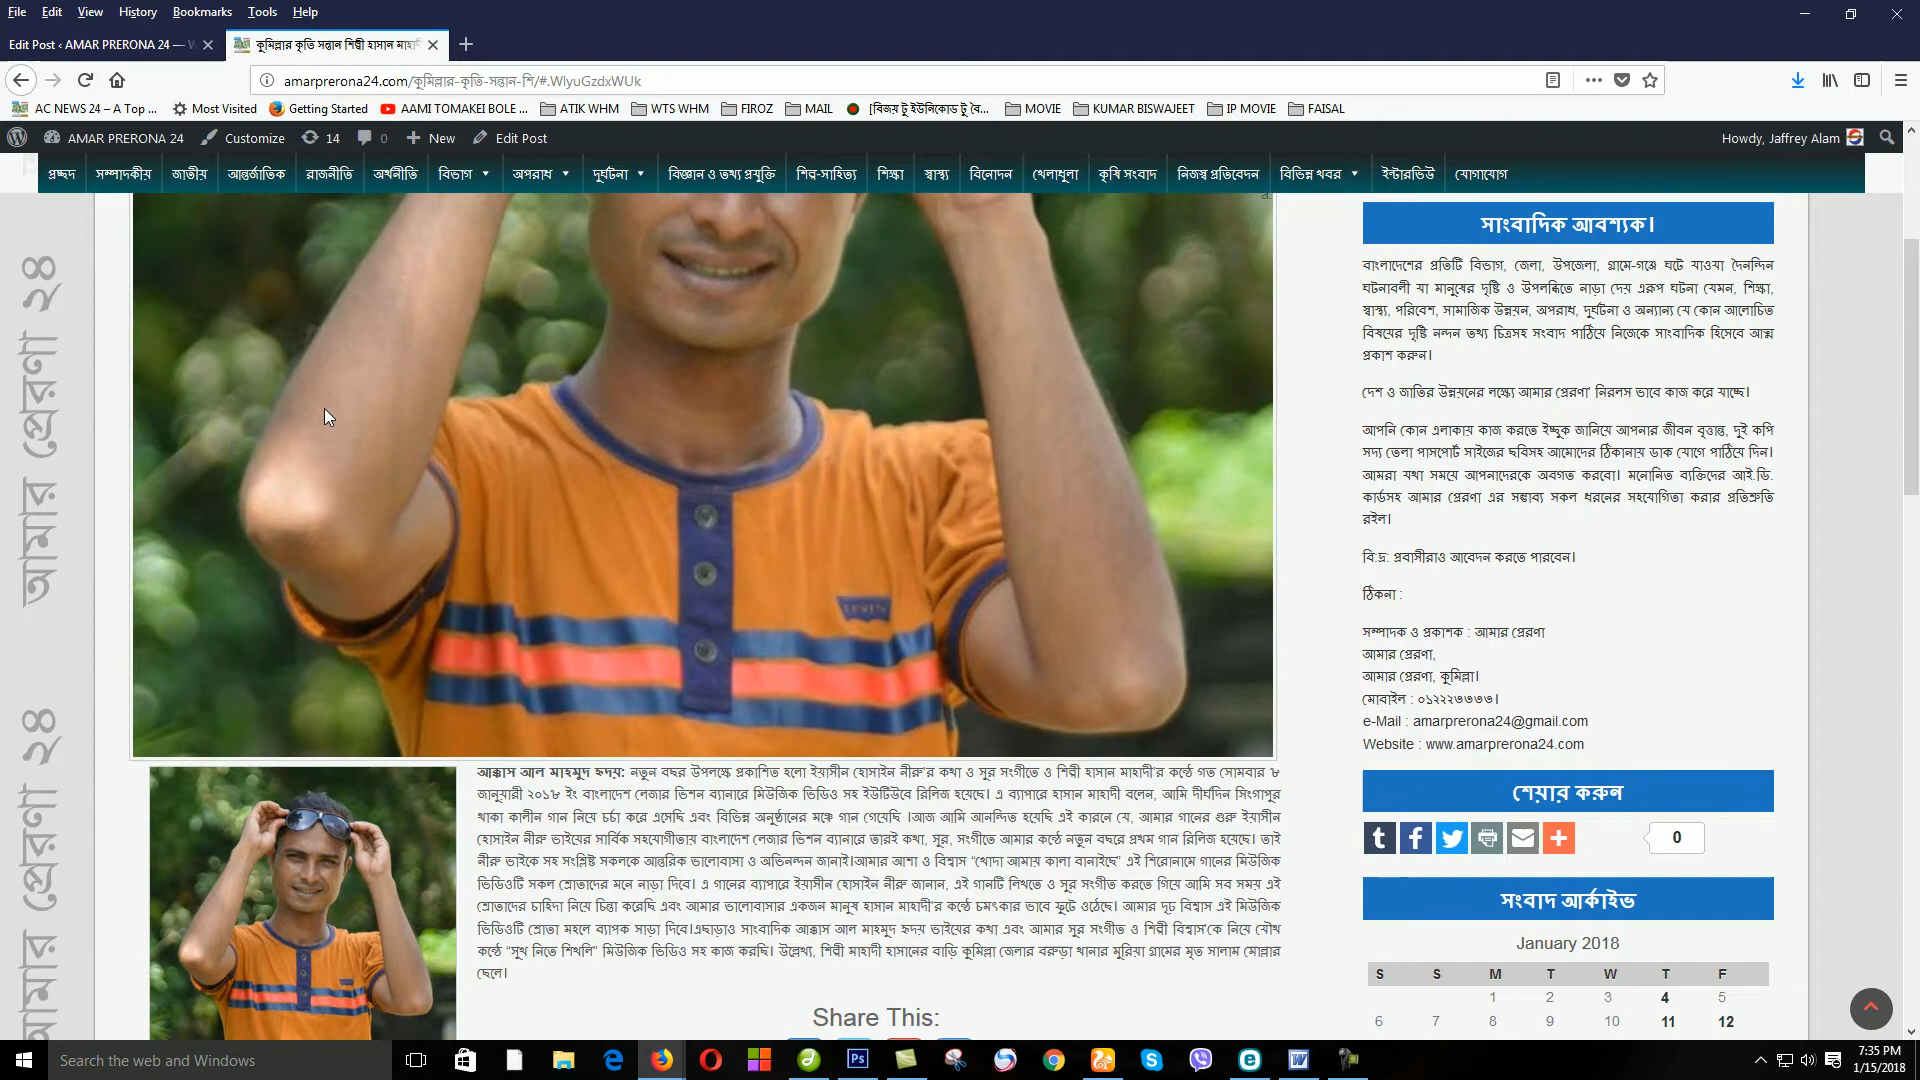 File Edit View History Bookmarks Tools Help
Edit Post ‹ AMAR PRERONA 24 — W
কুমিল্লার কৃতি সন্তান শিল্পী হাসান মাহাদী
amarprerona24.com/কুমিল্লার-কৃতি-সন্তান-শি/#.WlyuGzdxWUk
AC NEWS 24 – A Top ... Most Visited Getting Started AAMI TOMAKEI BOLE ... ATIK WHM WTS WHM FIROZ MAIL [বিজয় টু ইউনিকোড টু বৈ... MOVIE KUMAR BISWAJEET IP MOVIE FAISAL
AMAR PRERONA 24 Customize 14 0 New Edit Post Howdy, Jaffrey Alam
প্রচ্ছদ সম্পাদকীয় জাতীয় আন্তর্জাতিক রাজনীতি অর্থনীতি বিভাগ অপরাধ দুর্ঘটনা বিজ্ঞান ও তথ্য প্রযুক্তি শিল্প-সাহিত্য শিক্ষা স্বাস্থ্য বিনোদন খেলাধুলা কৃষি সংবাদ নিজস্ব প্রতিবেদন বিভিন্ন খবর ইন্টারভিউ যোগাযোগ
আমার প্রেরণা ২৪
আমার প্রেরণা ২৪
LEVI'S
আক্কাস আল মাহমুদ হৃদয়: নতুন বছর উপলক্ষে প্রকাশিত হলো ইয়াসীন হোসাইন নীরু'র কথা ও সুর সংগীতে ও শিল্পী হাসান মাহাদী'র কন্ঠে গত সোমবার ৮
জানুয়ারী ২০১৮ ইং বাংলাদেশ লেজার ভিশন ব্যানারে মিউজিক ভিডিও সহ ইউটিউবে রিলিজ হয়েছে। এ ব্যাপারে হাসান মাহাদী বলেন, আমি দীর্ঘদিন সিংগাপুর
থাকা কালীন গান নিয়ে চর্চা করে এসেছি এবং বিভিন্ন অনুষ্ঠানের মঞ্চে গান গেয়েছি ।আজ আমি আনন্দিত হয়েছি এই কারনে যে, আমার গানের গুরু ইয়াসীন
হোসাইন নীরু ভাইয়ের সার্বিক সহযোগীতায় বাংলাদেশ লেজার ভিশন ব্যানারে তারই কথা, সুর, সংগীতে আমার কন্ঠে নতুন বছরে প্রথম গান রিলিজ হয়েছে। তাই
নীরু ভাইকে সহ সংশ্লিষ্ট সকলকে আন্তরিক ভালোবাসা ও অভিনন্দন জানাই।আমার আশা ও বিশ্বাস “খোদা আমায় কালা বানাইছে” এই শিরোনামে গানের মিউজিক
ভিডিওটি সকল শ্রোতাদের মনে নাড়া দিবে। এ গানের ব্যাপারে ইয়াসীন হোসাইন নীরু জানান, এই গানটি লিখতে ও সুর সংগীত করতে গিয়ে আমি সব সময় এই
শ্রোতাদের চাহিদা নিয়ে চিন্তা করেছি এবং আমার ভালোবাসার একজন মানুষ হাসান মাহাদী'র কন্ঠে চমৎকার ভাবে ফুটে ওঠেছে। আমার দৃঢ় বিশ্বাস এই মিউজিক
ভিডিওটি শ্রোতা মহলে ব্যাপক সাড়া দিবে।এছাড়াও সাংবাদিক আক্কাস আল মাহমুদ হৃদয় ভাইয়ের কথা এবং আমার সুর সংগীত ও শিল্পী বিশ্বাস'কে নিয়ে যৌথ
কন্ঠে “সুখ নিতে শিখলি” মিউজিক ভিডিও সহ কাজ করছি। উল্লেখ্য, শিল্পী মাহাদী হাসানের বাড়ি কুমিল্লা জেলার বরুড়া থানার মুরিয়া গ্রামের মৃত সালাম মোল্লার
ছেলে।
Share This:
সাংবাদিক আবশ্যক।
বাংলাদেশের প্রতিটি বিভাগ, জেলা, উপজেলা, গ্রামে-গঞ্জে ঘটে যাওযা দৈনন্দিন
ঘটনাবলী যা মানুষের দৃষ্টি ও উপলব্ধিতে নাড়া দেয় এরূপ ঘটনা যেমন, শিক্ষা,
স্বাস্থ্য, পরিবেশ, সামাজিক উন্নয়ন, অপরাধ, দুর্ঘটনা ও অন্যান্য যে কোন আলোচিত
বিষয়ের দৃষ্টি নন্দন তথ্য চিত্রসহ সংবাদ পাঠিয়ে নিজেকে সাংবাদিক হিসেবে আত্ম
প্রকাশ করুন।
দেশ ও জাতির উন্নয়নের লক্ষ্যে আমার প্রেরণা' নিরলস ভাবে কাজ করে যাচ্ছে।
আপনি কোন এলাকায় কাজ করতে ইচ্ছুক জানিয়ে আপনার জীবন বৃত্তান্ত, দুই কপি
সদ্য তোলা পাসপোর্ট সাইজের ছবিসহ আমোদের ঠিকানায় ডাক যোগে পাঠিয়ে দিন।
আমরা যথা সময়ে আপনাদেরকে অবগত করবো। মনোনিত ব্যক্তিদের আই.ডি.
কার্ডসহ আমার প্রেরণা এর সম্ভাব্য সকল ধরনের সহযোগিতা করার প্রতিশ্রুতি
রইল।
বি:দ্র: প্রবাসীরাও আবেদন করতে পারবেন।
ঠিকনা :
সম্পাদক ও প্রকাশক : আমার প্রেরণা
আমার প্রেরণা,
আমার প্রেরণা, কুমিল্লা।
মোবাইল : ০১২২২৩৩৩৩।
e-Mail : amarprerona24@gmail.com
Website : www.amarprerona24.com
শেয়ার করুন
0
সংবাদ আর্কাইভ
January 2018
S S M T W T F
1 2 3 4 5
6 7 8 9 10 11 12
Search the web and Windows
7:35 PM
1/15/2018